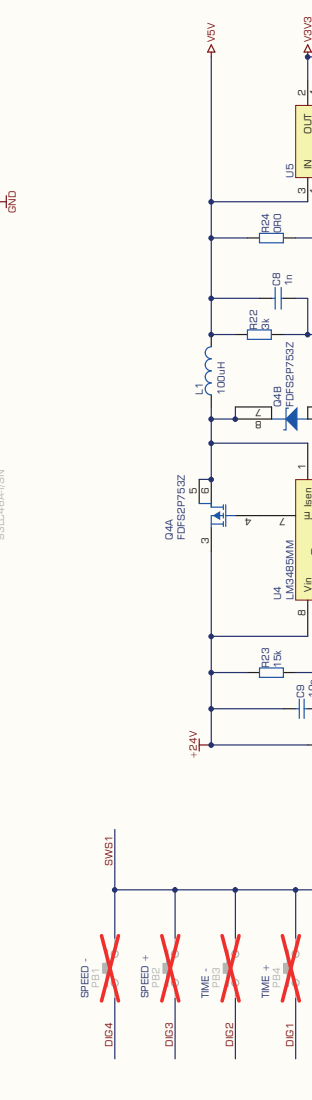 V5V
V3V3
2
OUT
U5
IN
3
GND
R24
0R0
C8
1n
R22
3k
L1
100uH
Q4B
FDFS2P753Z
7
8
1
Isen
5
6
Q4A
FDFS2P753Z
4
7
3
U4
LM3485MM
Vin
8
R23
15k
C9
+24V
SWS1
SPEED -
PB1
SPEED +
PB2
TIME -
PB3
TIME +
PB4
DIG4
DIG3
DIG2
DIG1